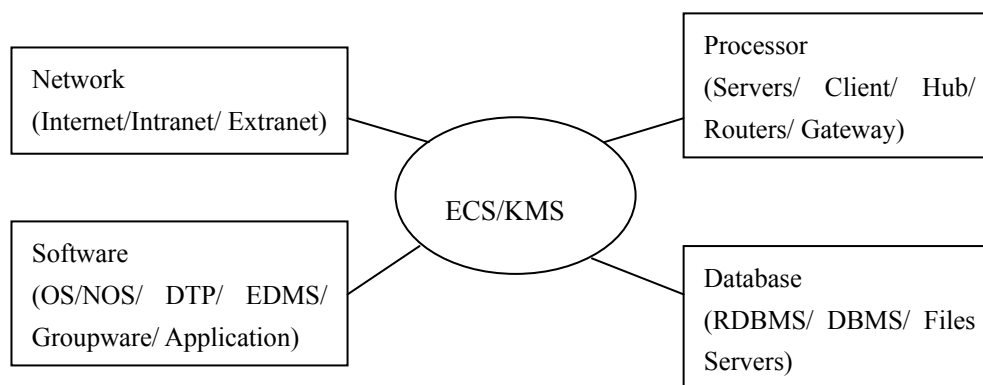 Network
(Internet/Intranet/ Extranet)
Processor
(Servers/ Client/ Hub/
Routers/ Gateway)
ECS/KMS
Software
(OS/NOS/ DTP/ EDMS/
Groupware/ Application)
Database
(RDBMS/ DBMS/ Files
Servers)